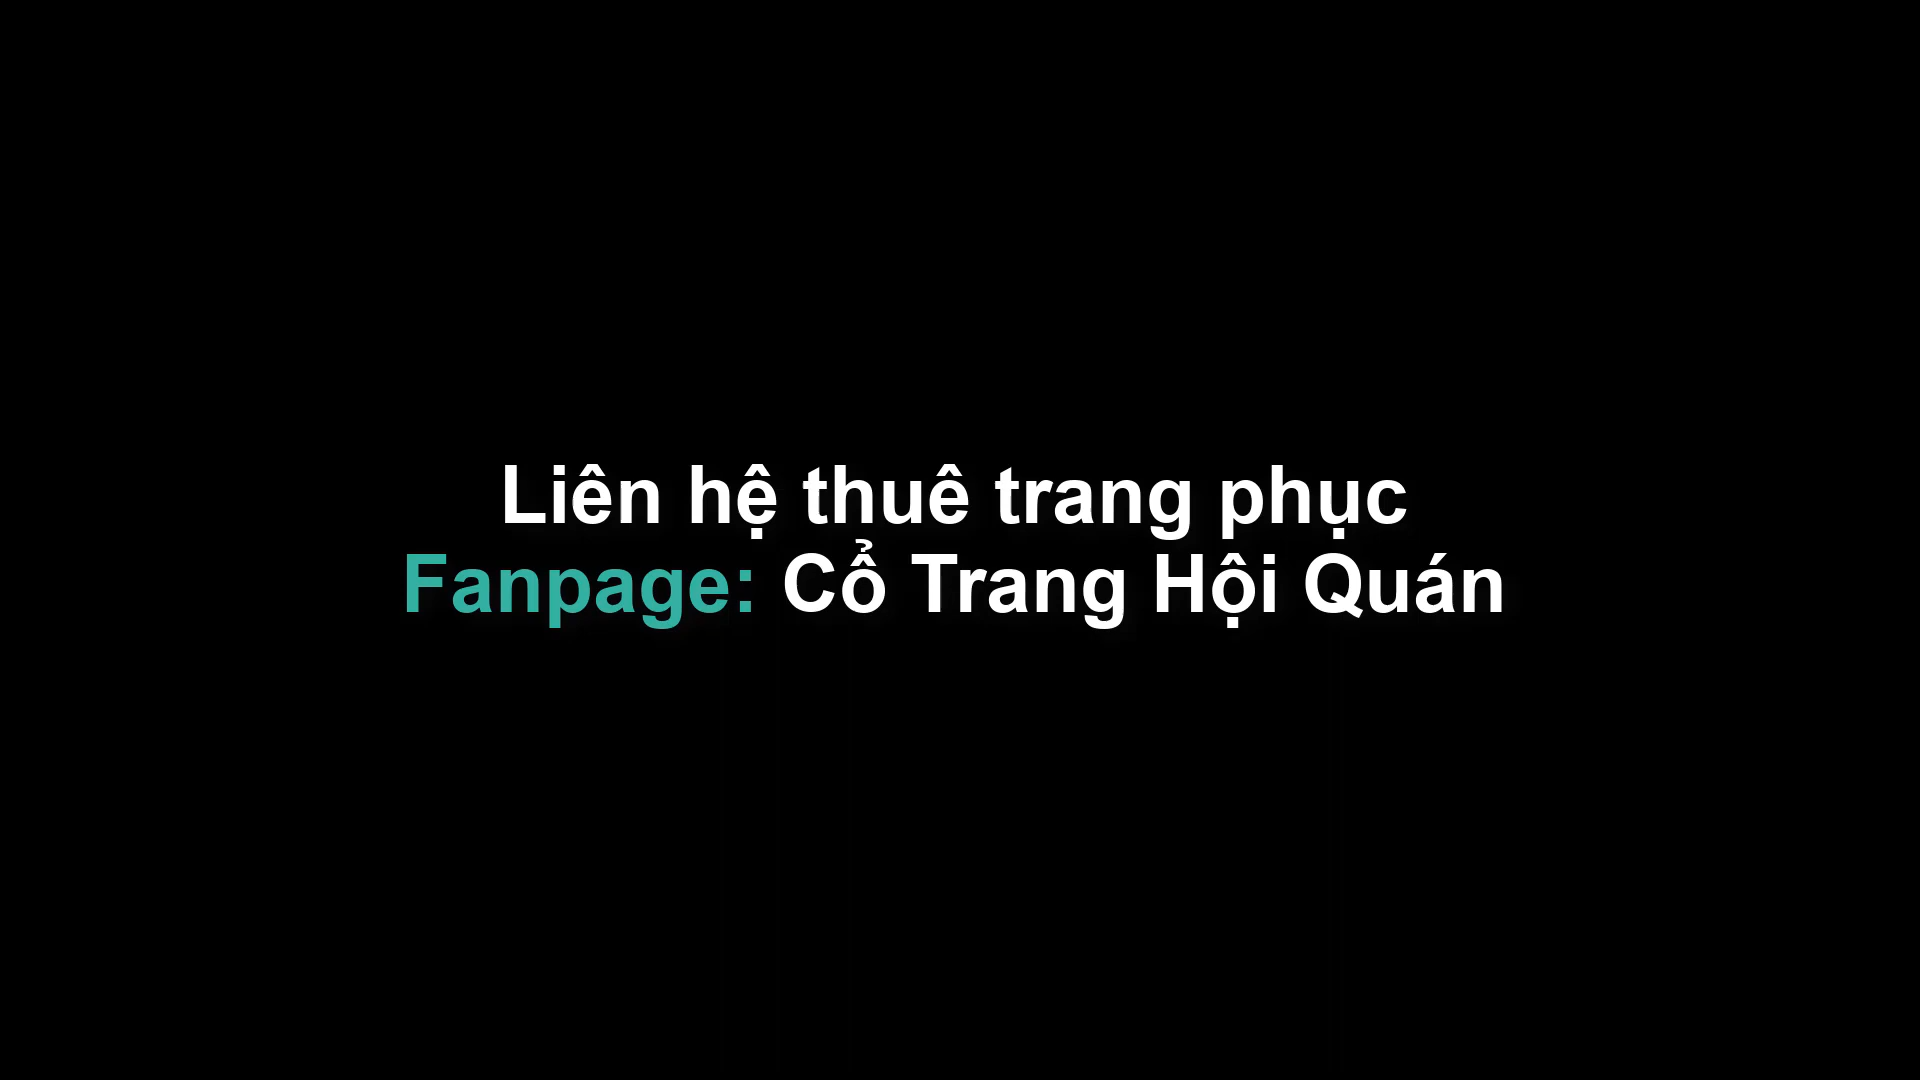 Liên hệ thuê trang phục
Fanpage: Cổ Trang Hội Quán